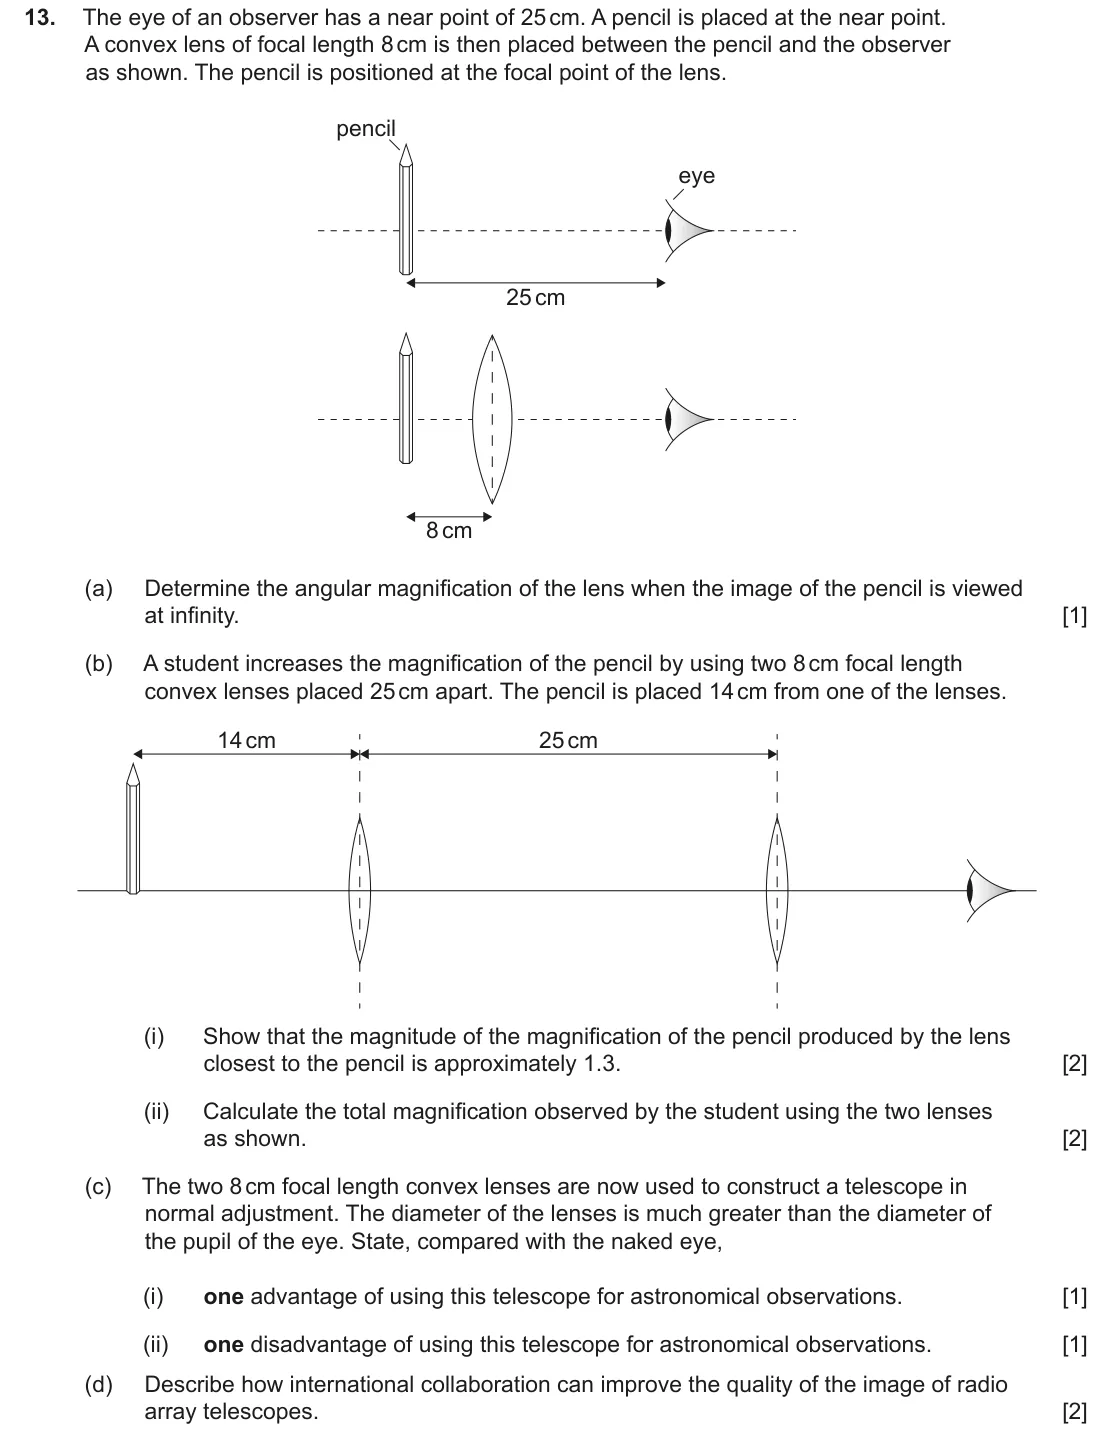 13. The eye of an observer has a near point of 25 cm. A pencil is placed at the near point.
A convex lens of focal length 8 cm is then placed between the pencil and the observer
as shown. The pencil is positioned at the focal point of the lens.
pencil
eye
25 cm
8 cm
(a) Determine the angular magnification of the lens when the image of the pencil is viewed
at infinity. [1]
(b) A student increases the magnification of the pencil by using two 8 cm focal length
convex lenses placed 25 cm apart. The pencil is placed 14 cm from one of the lenses.
14 cm 25 cm
(i) Show that the magnitude of the magnification of the pencil produced by the lens
closest to the pencil is approximately 1.3. [2]
(ii) Calculate the total magnification observed by the student using the two lenses
as shown. [2]
(c) The two 8 cm focal length convex lenses are now used to construct a telescope in
normal adjustment. The diameter of the lenses is much greater than the diameter of
the pupil of the eye. State, compared with the naked eye,
(i) one advantage of using this telescope for astronomical observations. [1]
(ii) one disadvantage of using this telescope for astronomical observations. [1]
(d) Describe how international collaboration can improve the quality of the image of radio
array telescopes. [2]